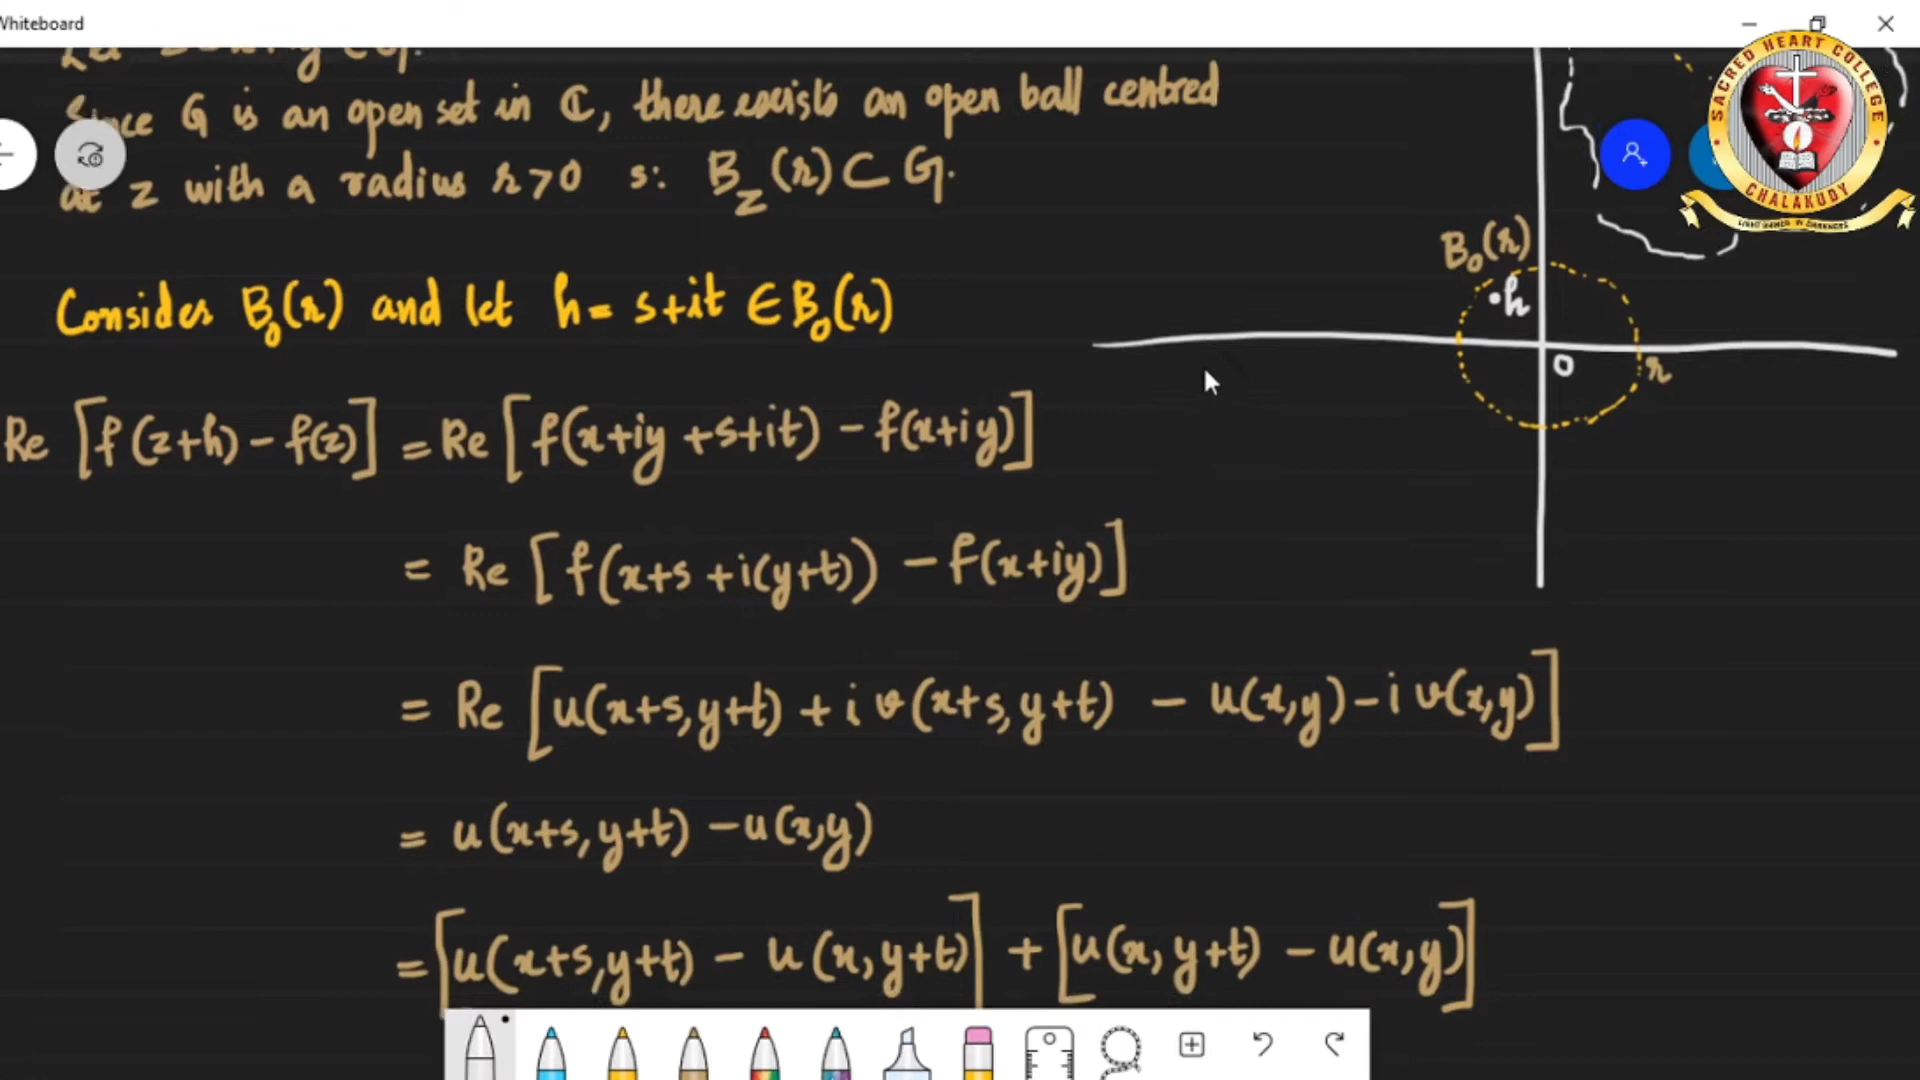 Whiteboard
Let z = x+iy ∈ G.
Since G is an open set in ℂ, there exists an open ball centred
at z with a radius r>0 s: B_z(r) ⊂ G.
Consider B_0(r) and let h = s+it ∈ B_0(r)
Re [f(z+h) - f(z)] = Re [f(x+iy +s+it) - f(x+iy)]
= Re [f(x+s +i(y+t)) - f(x+iy)]
= Re [u(x+s,y+t) + i v(x+s,y+t) - u(x,y) - i v(x,y)]
= u(x+s,y+t) - u(x,y)
= [u(x+s,y+t) - u(x,y+t)] + [u(x,y+t) - u(x,y)]
B_0(r)
h
0
r
SACRED HEART COLLEGE
CHALAKUDY